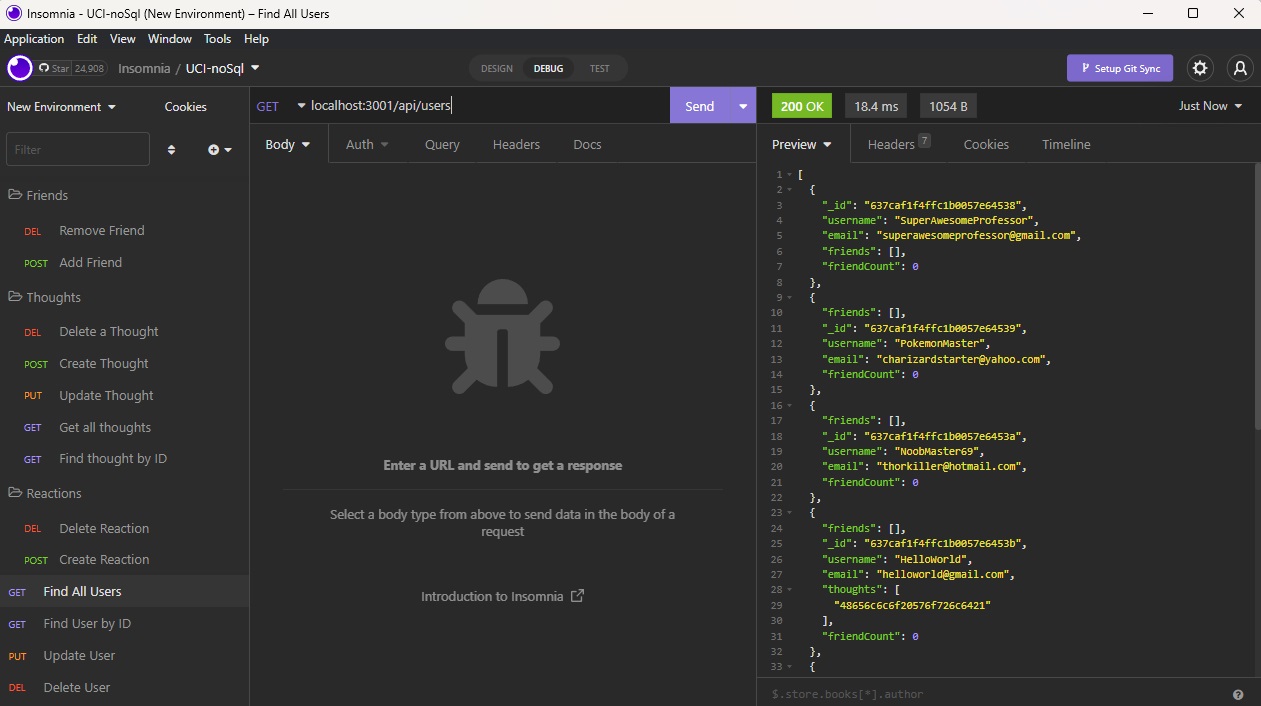 Insomnia - UCI-noSql (New Environment) – Find All Users
Application Edit View Window Tools Help
Star 24,908 Insomnia / UCI-noSql
DESIGN DEBUG TEST
Setup Git Sync
New Environment Cookies
Filter
Friends
DEL Remove Friend
POST Add Friend
Thoughts
DEL Delete a Thought
POST Create Thought
PUT Update Thought
GET Get all thoughts
GET Find thought by ID
Reactions
DEL Delete Reaction
POST Create Reaction
GET Find All Users
GET Find User by ID
PUT Update User
DEL Delete User
GET localhost:3001/api/users Send
Body Auth Query Headers Docs
Enter a URL and send to get a response
Select a body type from above to send data in the body of a
request
Introduction to Insomnia
200 OK 18.4 ms 1054 B Just Now
Preview Headers 7 Cookies Timeline
1 [
2 {
3 "_id": "637caf1f4ffc1b0057e64538",
4 "username": "SuperAwesomeProfessor",
5 "email": "superawesomeprofessor@gmail.com",
6 "friends": [],
7 "friendCount": 0
8 },
9 {
10 "friends": [],
11 "_id": "637caf1f4ffc1b0057e64539",
12 "username": "PokemonMaster",
13 "email": "charizardstarter@yahoo.com",
14 "friendCount": 0
15 },
16 {
17 "friends": [],
18 "_id": "637caf1f4ffc1b0057e6453a",
19 "username": "NoobMaster69",
20 "email": "thorkiller@hotmail.com",
21 "friendCount": 0
22 },
23 {
24 "friends": [],
25 "_id": "637caf1f4ffc1b0057e6453b",
26 "username": "HelloWorld",
27 "email": "helloworld@gmail.com",
28 "thoughts": [
29 "48656c6c6f20576f726c6421"
30 ],
31 "friendCount": 0
32 },
33 {
$.store.books[*].author